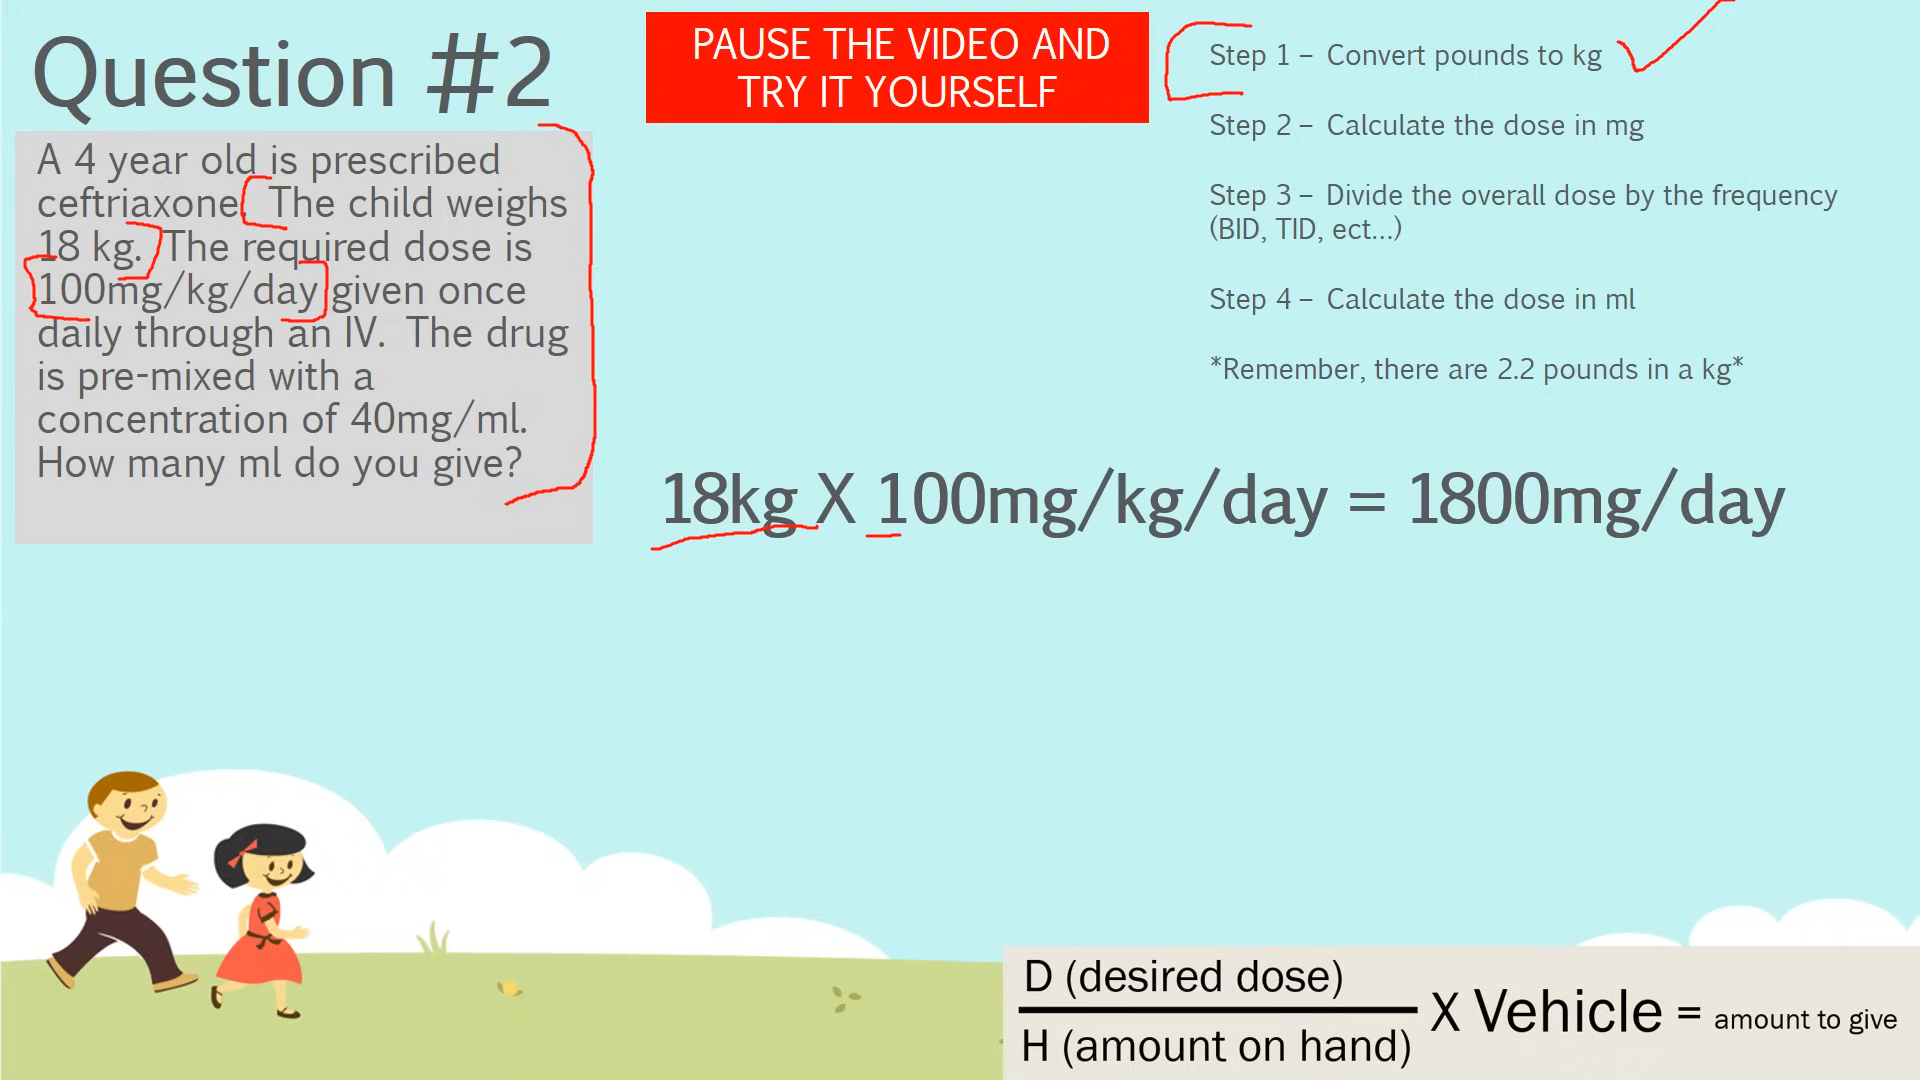 Question #2
A 4 year old is prescribed
ceftriaxone. The child weighs
18 kg. The required dose is
100mg/kg/day given once
daily through an IV. The drug
is pre-mixed with a
concentration of 40mg/ml.
How many ml do you give?
PAUSE THE VIDEO AND
TRY IT YOURSELF
Step 1 – Convert pounds to kg
Step 2 – Calculate the dose in mg
Step 3 – Divide the overall dose by the frequency
(BID, TID, ect...)
Step 4 – Calculate the dose in ml
*Remember, there are 2.2 pounds in a kg*
18kg X 100mg/kg/day = 1800mg/day
D (desired dose)
H (amount on hand)
X Vehicle = amount to give